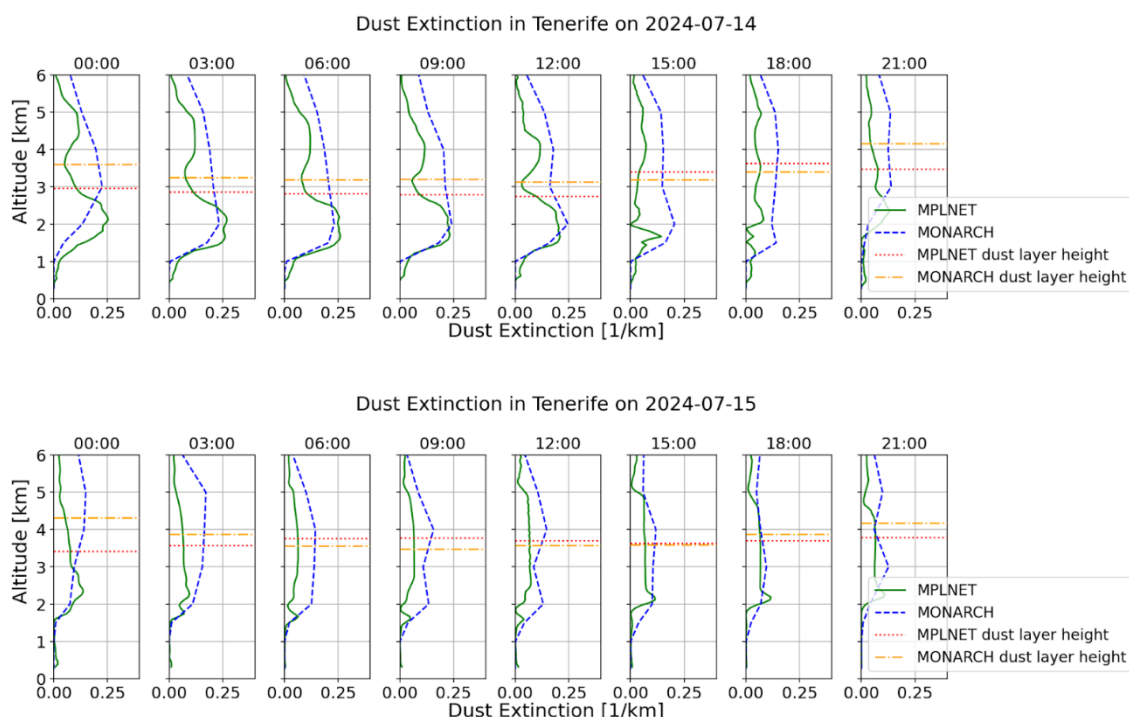 Dust Extinction in Tenerife on 2024-07-14
00:00 03:00 06:00 09:00 12:00 15:00 18:00 21:00
6
5
4
3
2
1
0
Altitude [km]
MPLNET
MONARCH
MPLNET dust layer height
MONARCH dust layer height
0.00 0.25 0.00 0.25 0.00 0.25 0.00 0.25 0.00 0.25 0.00 0.25 0.00 0.25 0.00 0.25
Dust Extinction [1/km]
Dust Extinction in Tenerife on 2024-07-15
00:00 03:00 06:00 09:00 12:00 15:00 18:00 21:00
6
5
4
3
2
1
0
Altitude [km]
MPLNET
MONARCH
MPLNET dust layer height
MONARCH dust layer height
0.00 0.25 0.00 0.25 0.00 0.25 0.00 0.25 0.00 0.25 0.00 0.25 0.00 0.25 0.00 0.25
Dust Extinction [1/km]